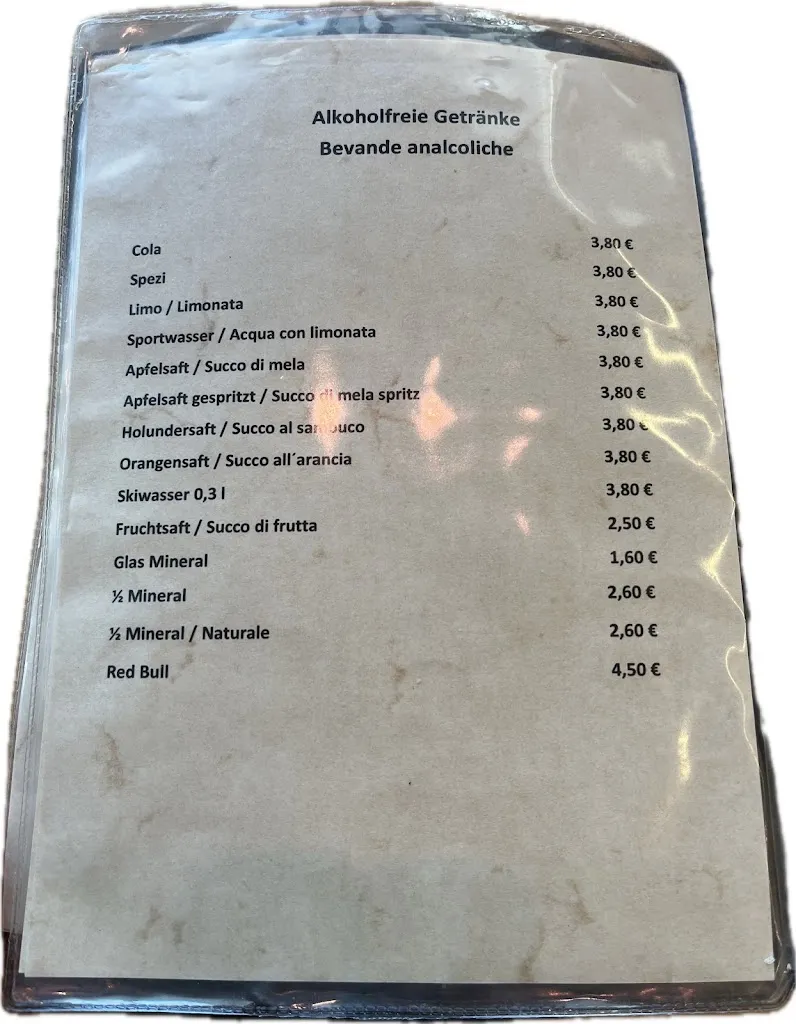 Alkoholfreie Getränke
Bevande analcoliche
Cola 3,80 €
Spezi 3,80 €
Limo / Limonata 3,80 €
Sportwasser / Acqua con limonata 3,80 €
Apfelsaft / Succo di mela 3,80 €
Apfelsaft gespritzt / Succo di mela spritz 3,80 €
Holundersaft / Succo al sambuco 3,80 €
Orangensaft / Succo all´arancia 3,80 €
Skiwasser 0,3 l 3,80 €
Fruchtsaft / Succo di frutta 2,50 €
Glas Mineral 1,60 €
½ Mineral 2,60 €
½ Mineral / Naturale 2,60 €
Red Bull 4,50 €